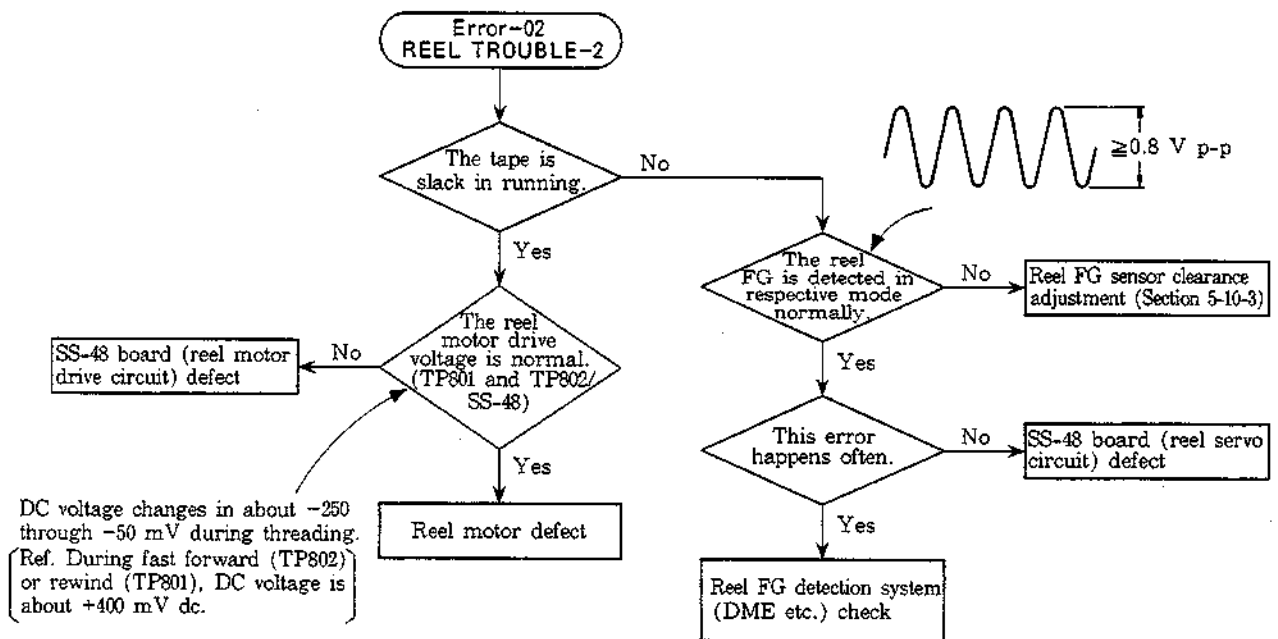 Error-02
REEL TROUBLE-2
The tape is
slack in running.
No
Yes
≧0.8 V p-p
The reel
FG is detected in
respective mode
normally.
No
Reel FG sensor clearance
adjustment (Section 5-10-3)
Yes
The reel
motor drive
voltage is normal.
(TP801 and TP802/
SS-48)
No
SS-48 board (reel motor
drive circuit) defect
Yes
This error
happens often.
No
SS-48 board (reel servo
circuit) defect
Yes
DC voltage changes in about -250
through -50 mV during threading.
Ref. During fast forward (TP802)
or rewind (TP801), DC voltage is
about +400 mV dc.
Reel motor defect
Reel FG detection system
(DME etc.) check